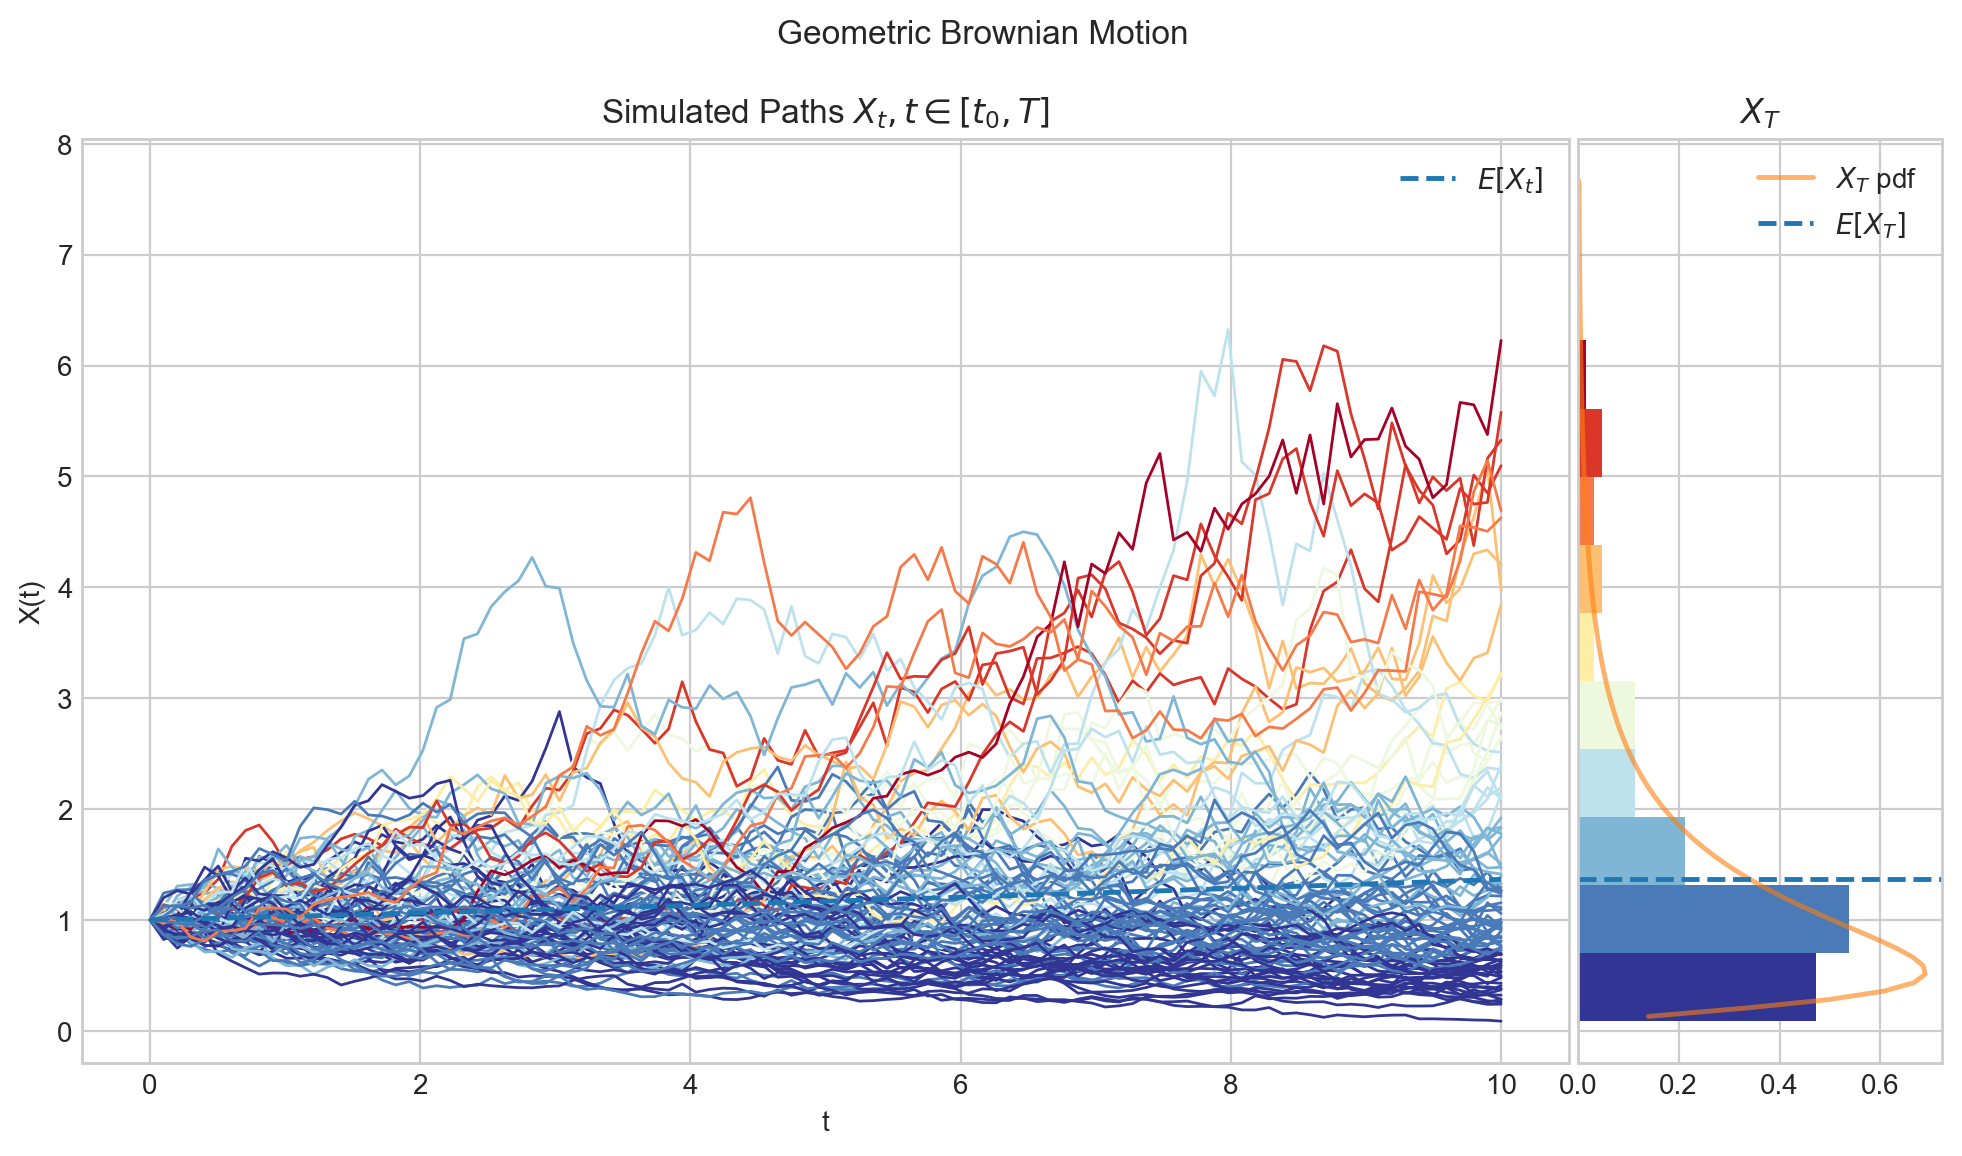 Geometric Brownian Motion
Simulated Paths $X_t, t \in [t_0, T]$
$X_T$
8
7
6
5
4
3
2
1
0
X(t)
$E[X_t]$
$X_T$ pdf
$E[X_T]$
0 2 4 6 8 10
0.0 0.2 0.4 0.6
t